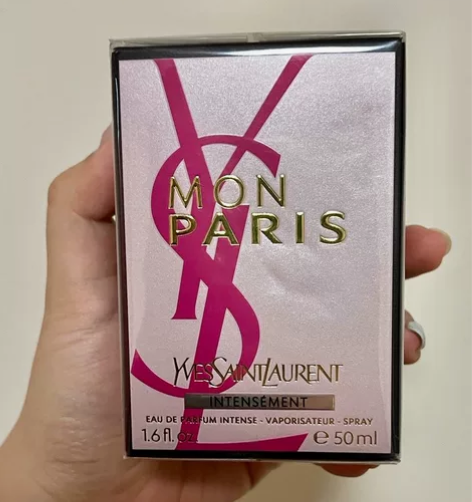 MON
PARIS
YVESSAINTLAURENT
INTENSÉMENT
EAU DE PARFUM INTENSE - VAPORISATEUR - SPRAY
1.6 fl. oz. ℮ 50 ml